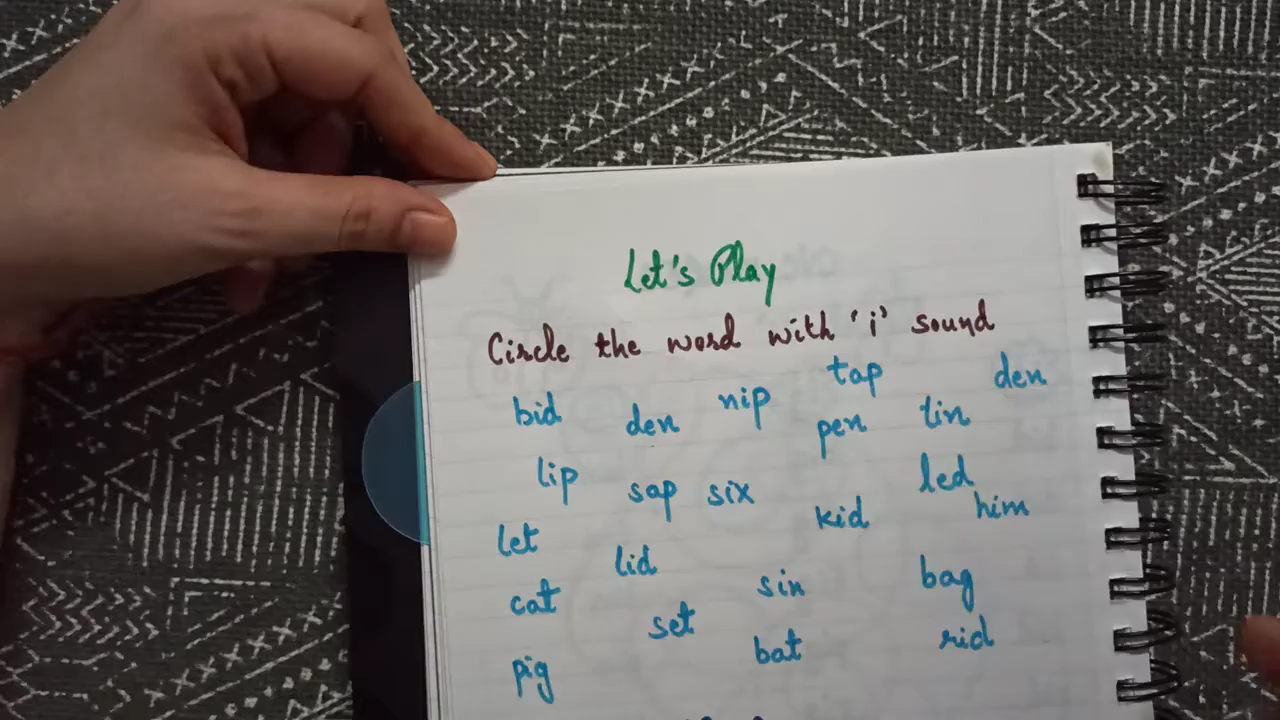 Let's Play
Circle the word with 'i' sound
bid den nip tap den
pen tin
lip sap six led
let kid him
lid
cat sin bag
set
pig bat rid